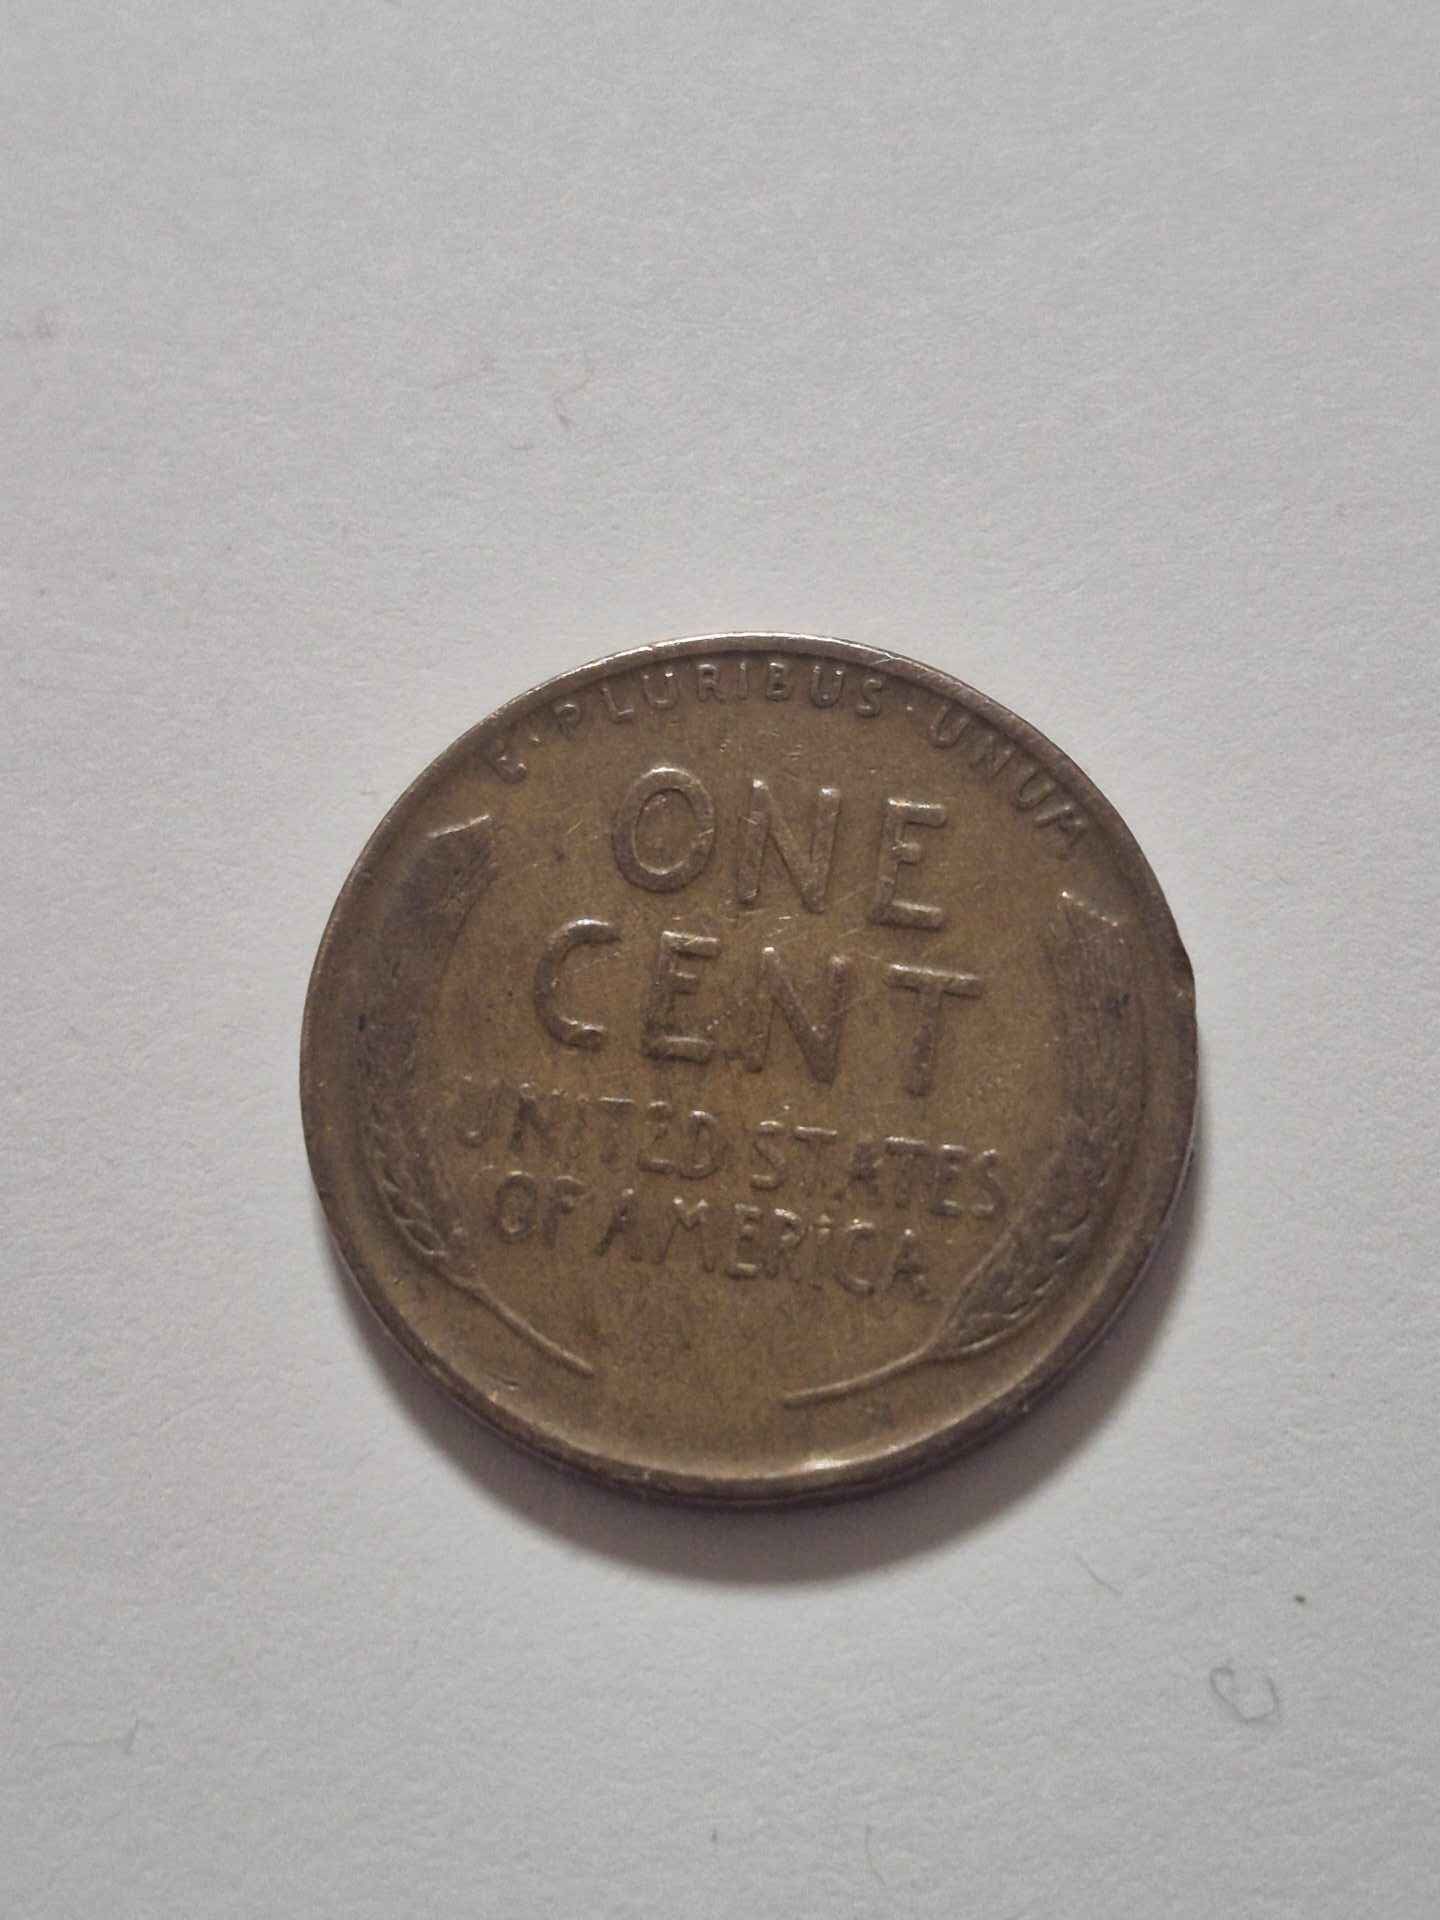 E·PLURIBUS·UNUM
ONE
CENT
UNITED STATES
OF AMERICA